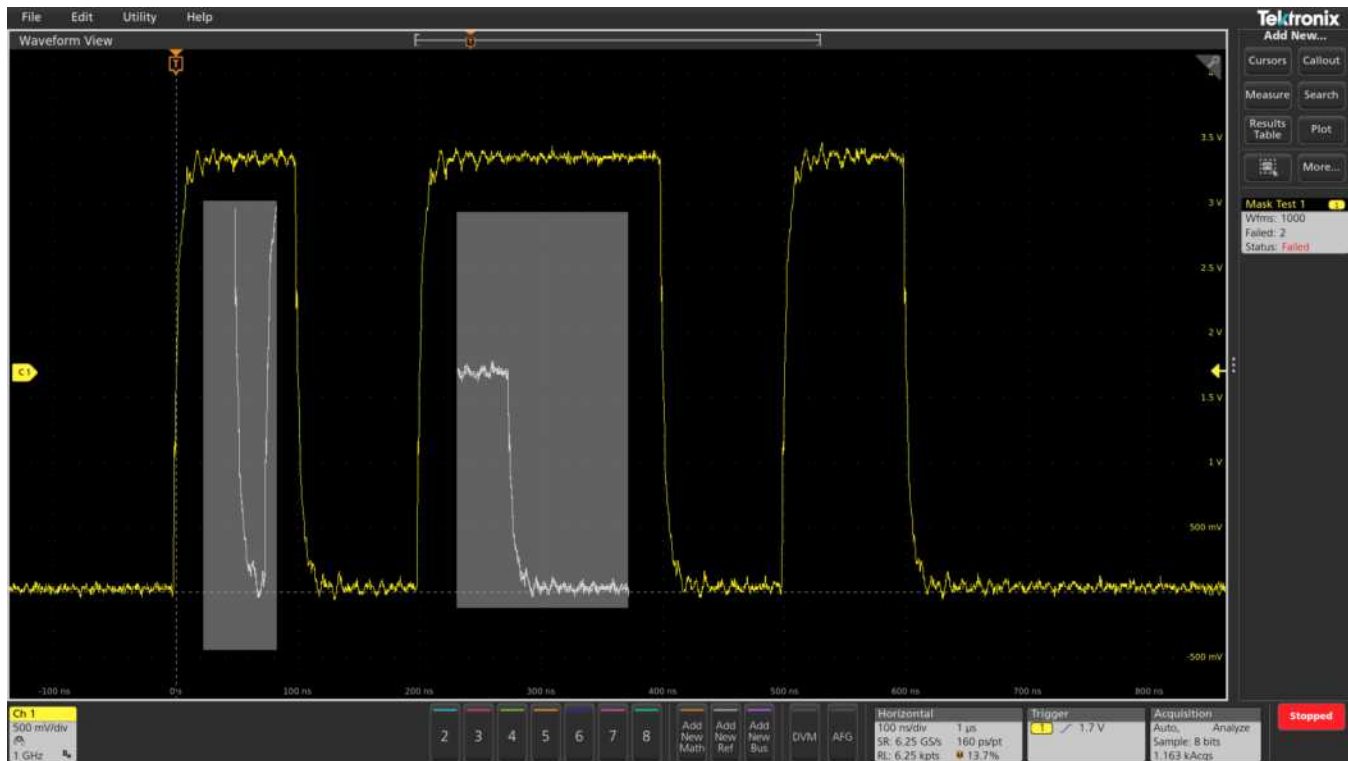 File Edit Utility Help
Tektronix
Waveform View
Add New...
T
T
Cursors Callout
Measure Search
Results Table Plot
More...
3.5 V
3 V
2.5 V
2 V
1.5 V
1 V
500 mV
-500 mV
Mask Test 1 1
Wfms: 1000
Failed: 2
Status: Failed
C1
-100 ns 0 s 100 ns 200 ns 300 ns 400 ns 500 ns 600 ns 700 ns 800 ns
Ch 1
500 mV/div
1 GHz
2 3 4 5 6 7 8
Add New Math
Add New Ref
Add New Bus
DVM AFG
Horizontal
100 ns/div 1 µs
SR: 6.25 GS/s 160 ps/pt
RL: 6.25 kpts 13.7%
Trigger
1 1.7 V
Acquisition
Auto, Analyze
Sample: 8 bits
1.163 kAcqs
Stopped